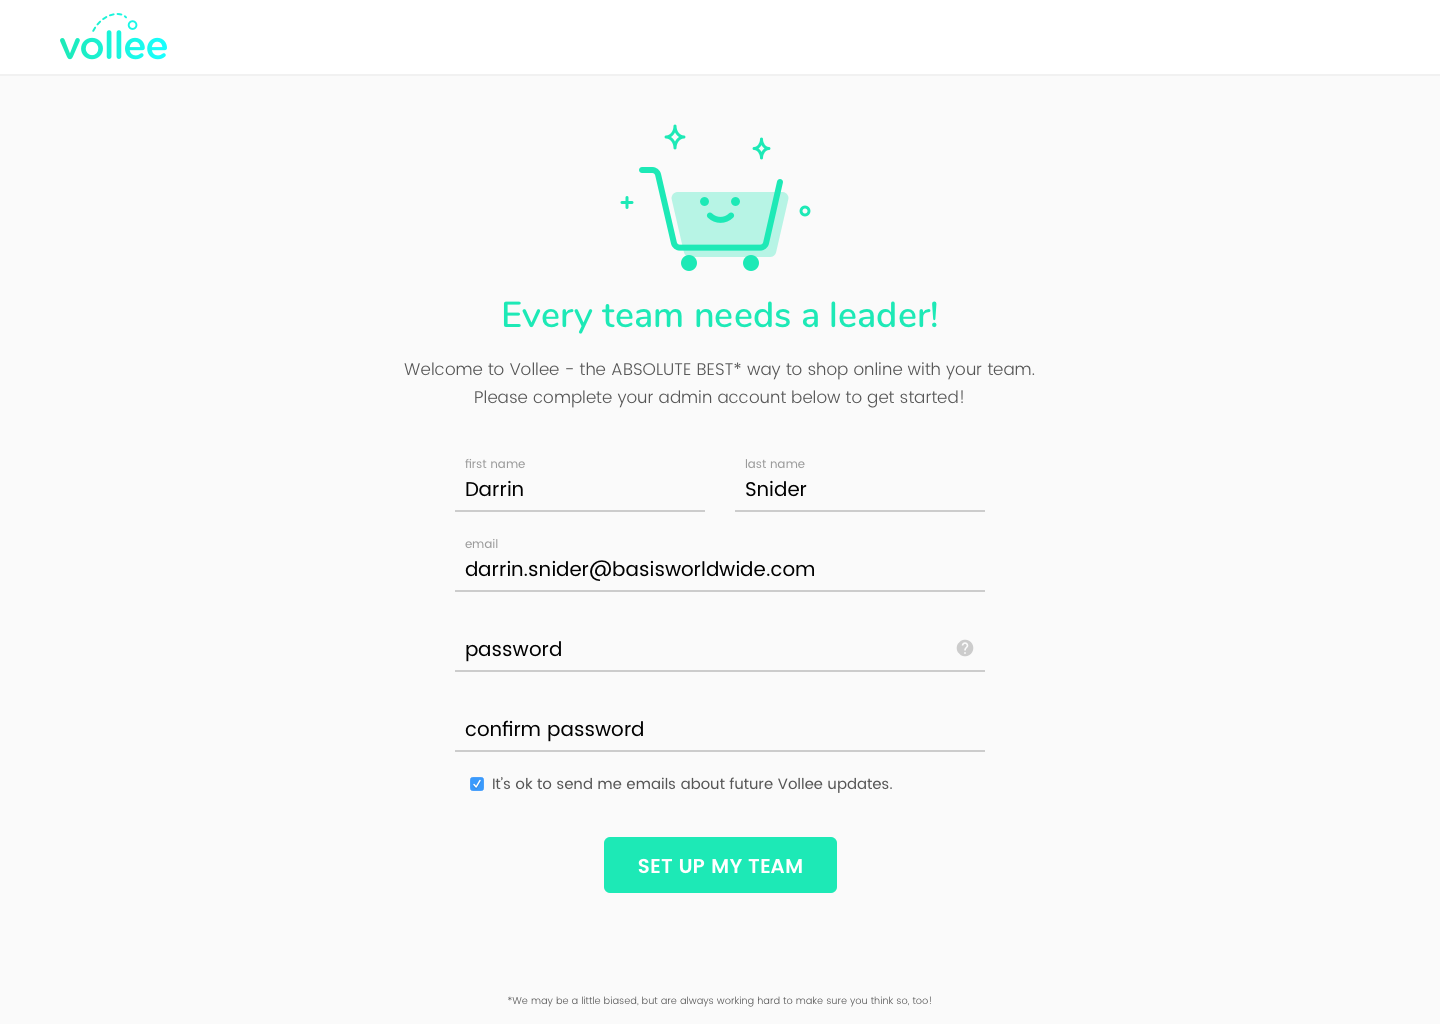 vollee
Every team needs a leader!
Welcome to Vollee - the ABSOLUTE BEST* way to shop online with your team.
Please complete your admin account below to get started!
first name
Darrin
last name
Snider
email
darrin.snider@basisworldwide.com
password
?
confirm password
It's ok to send me emails about future Vollee updates.
SET UP MY TEAM
*We may be a little biased, but are always working hard to make sure you think so, too!